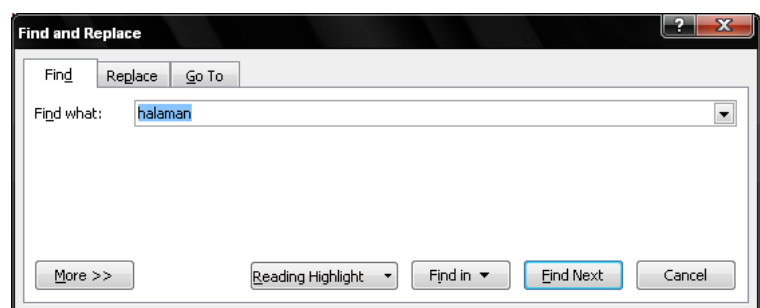 Find and Replace
Find Replace Go To
Find what: halaman
More >> Reading Highlight Find in Find Next Cancel